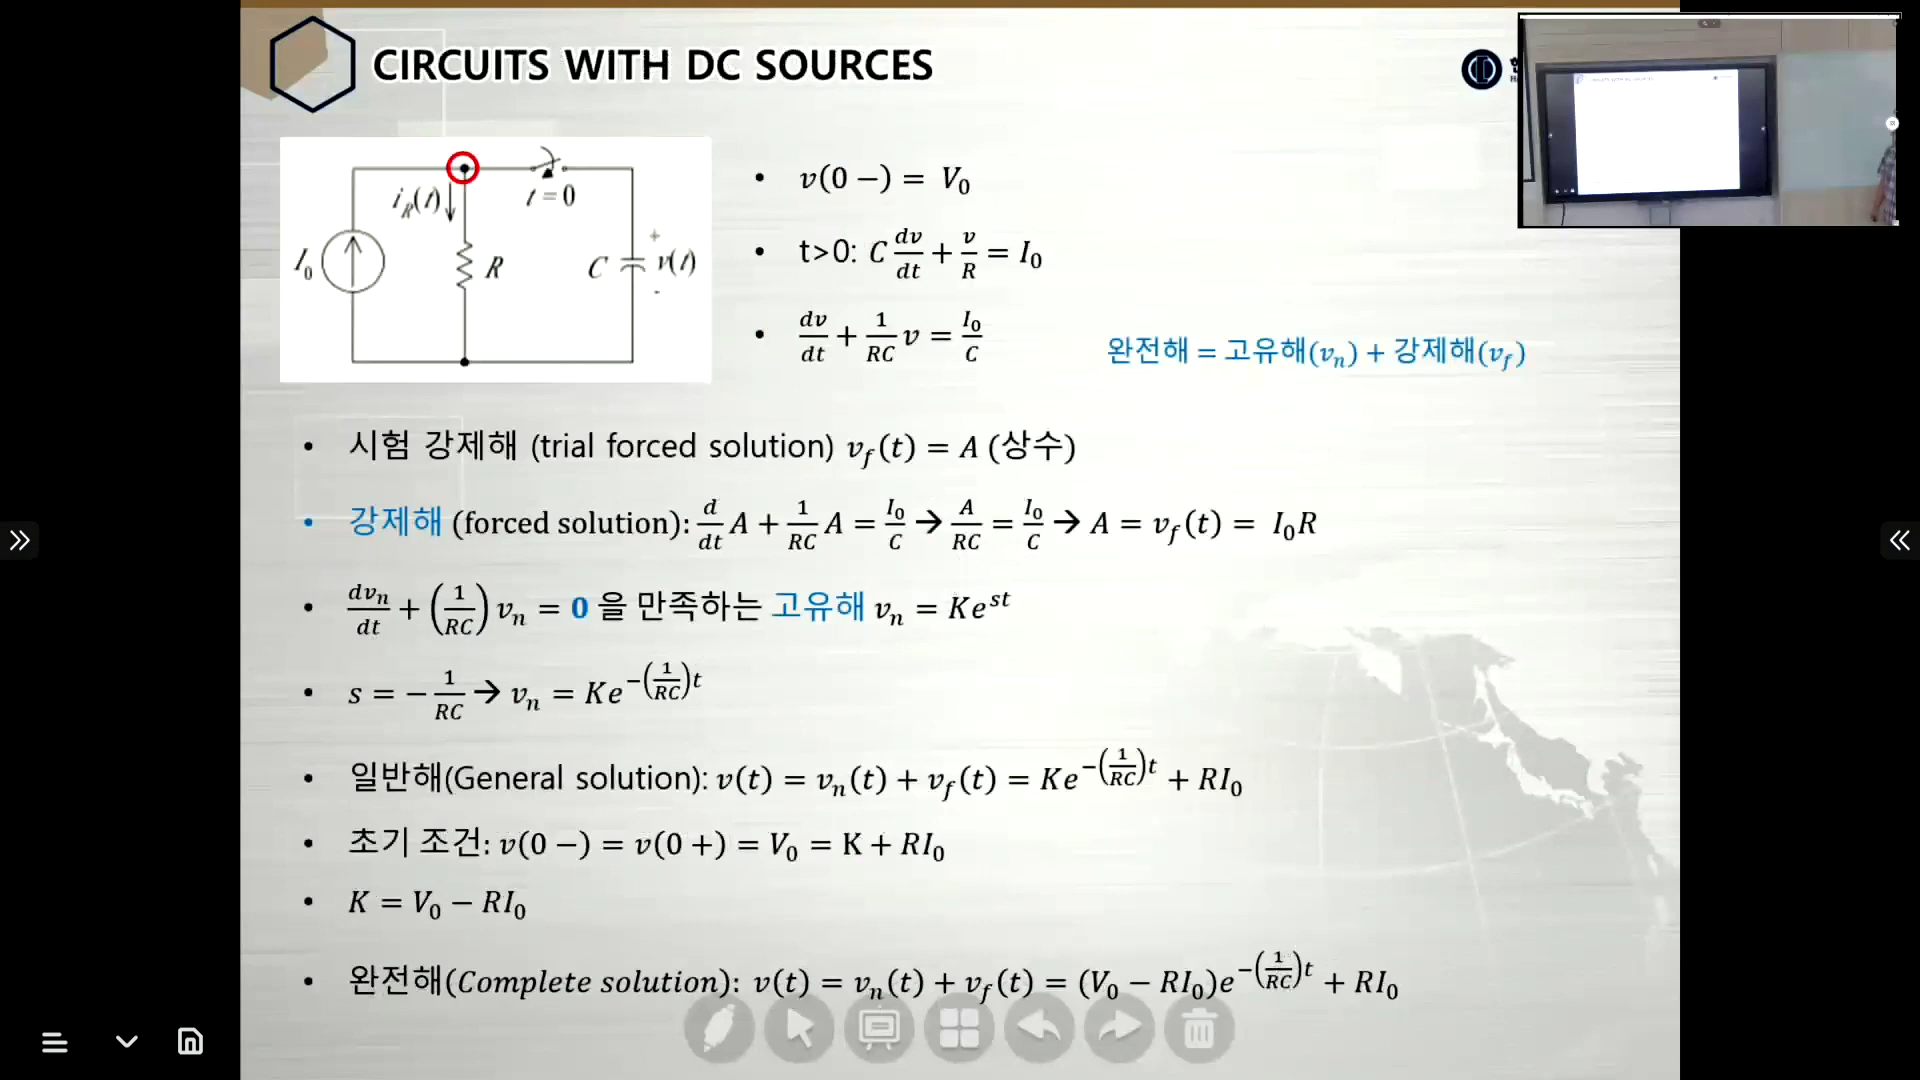 CIRCUITS WITH DC SOURCES
I₀
i_R(t)
R
t = 0
C
+
v(t)
-
• v(0 −) = V₀
• t>0: C dv/dt + v/R = I₀
• dv/dt + 1/RC v = I₀/C
완전해 = 고유해(vₙ) + 강제해(v_f)
• 시험 강제해 (trial forced solution) v_f(t) = A (상수)
• 강제해 (forced solution): d/dt A + 1/RC A = I₀/C → A/RC = I₀/C → A = v_f(t) = I₀R
• dvₙ/dt + (1/RC) vₙ = 0 을 만족하는 고유해 vₙ = Ke^st
• s = − 1/RC → vₙ = Ke^−(1/RC)t
• 일반해(General solution): v(t) = vₙ(t) + v_f(t) = Ke^−(1/RC)t + RI₀
• 초기 조건: v(0 −) = v(0 +) = V₀ = K + RI₀
• K = V₀ − RI₀
• 완전해(Complete solution): v(t) = vₙ(t) + v_f(t) = (V₀ − RI₀)e^−(1/RC)t + RI₀